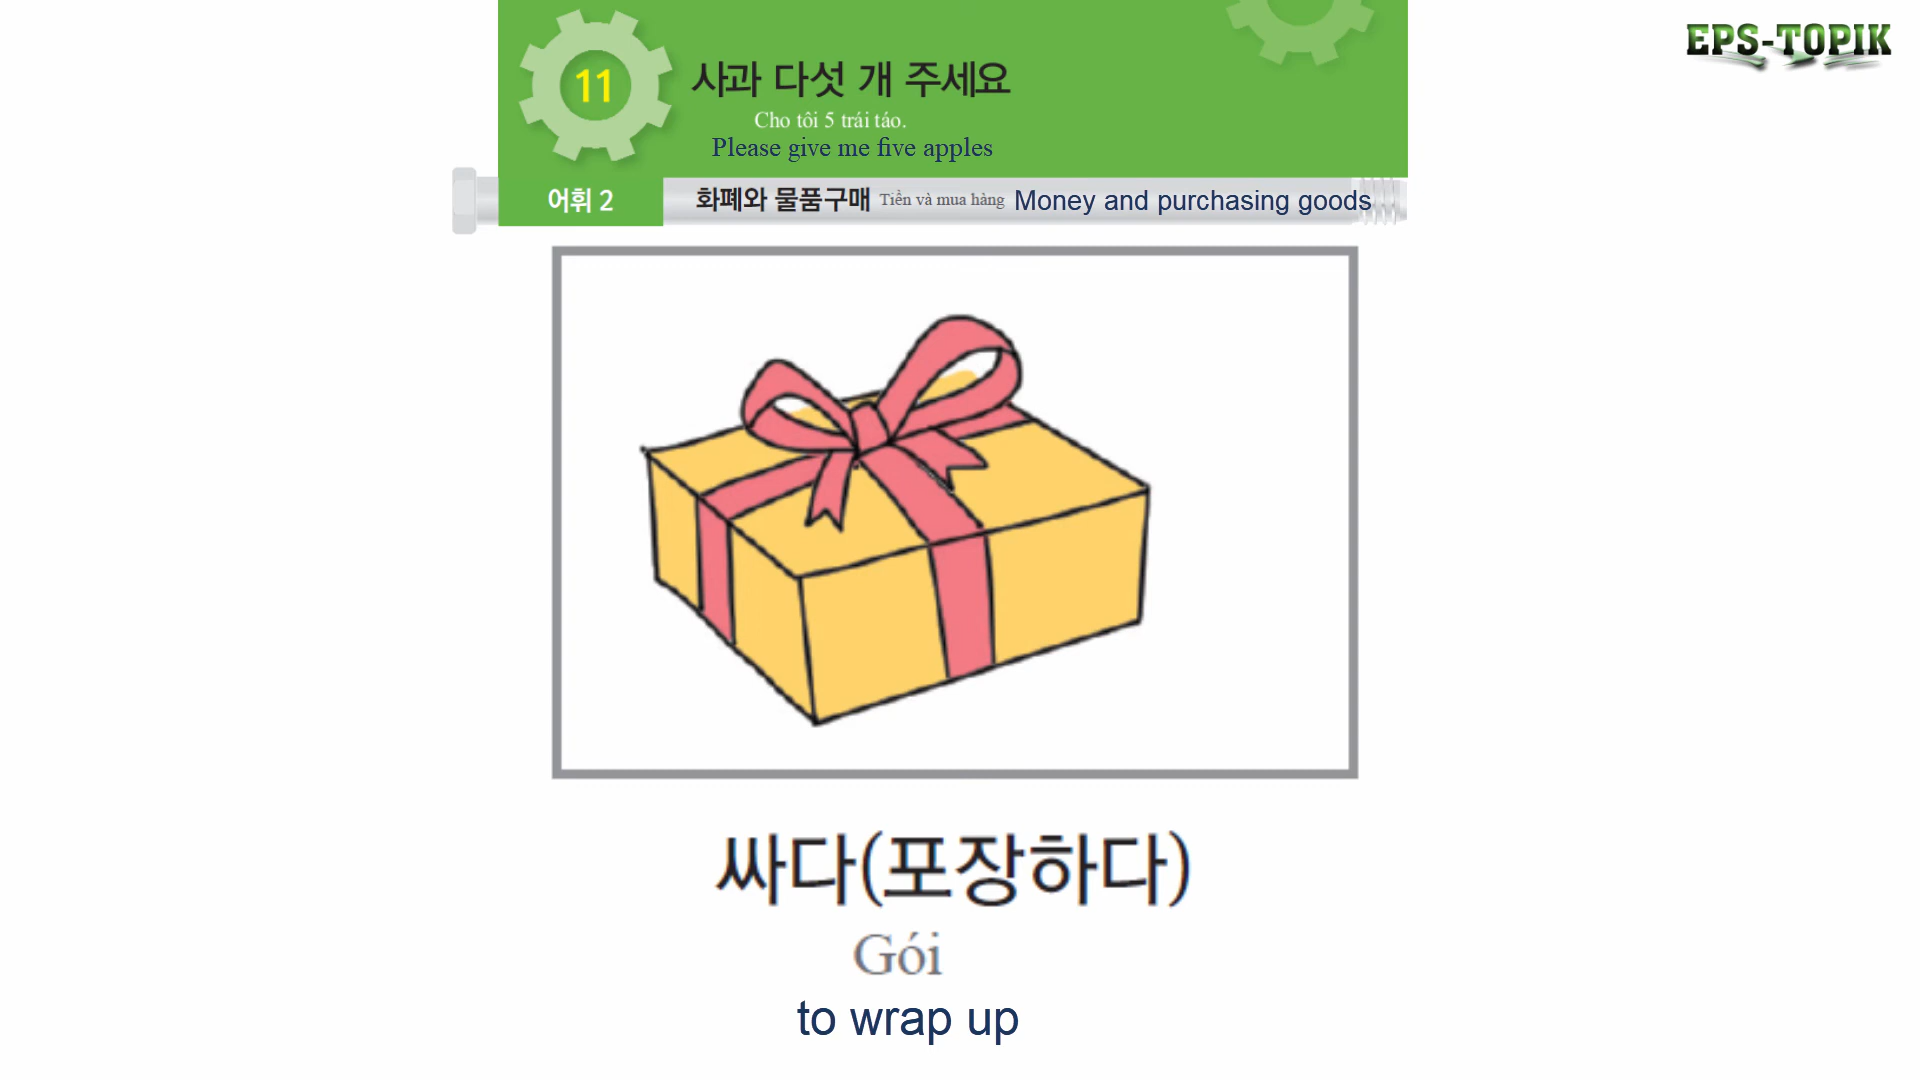 EPS-TOPIK
11
사과 다섯 개 주세요
Cho tôi 5 trái táo.
Please give me five apples
어휘 2
화폐와 물품구매 Tiền và mua hàng Money and purchasing goods
싸다(포장하다)
Gói
to wrap up